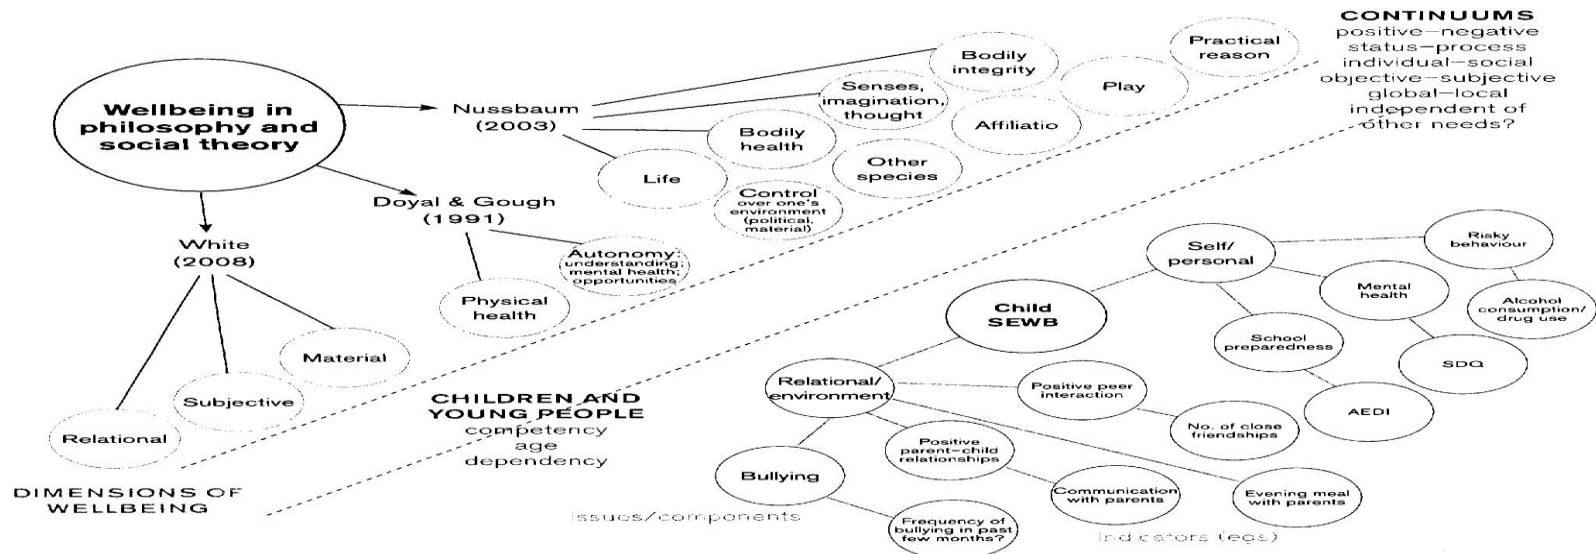 CONTINUUMS
positive–negative
status–process
individual–social
objective–subjective
global–local
independent of
other needs?
Wellbeing in
philosophy and
social theory
Nussbaum
(2003)
Bodily
integrity
Practical
reason
Senses,
imagination,
thought
Play
Bodily
health
Affiliatio
Life
Other
species
Control
over one's
environment
(political,
material)
Doyal & Gough
(1991)
Autonomy:
understanding;
mental health;
opportunities
Physical
health
White
(2008)
Material
Subjective
Relational
DIMENSIONS OF
WELLBEING
CHILDREN AND
YOUNG PEOPLE
competency
age
dependency
Child
SEWB
Self/
personal
Risky
behaviour
Mental
health
Alcohol
consumption/
drug use
School
preparedness
SDQ
AEDI
Relational/
environment
Positive peer
interaction
No. of close
friendships
Positive
parent–child
relationships
Bullying
Communication
with parents
Evening meal
with parents
Frequency of
bullying in past
few months?
issues/components
indicators (egs)